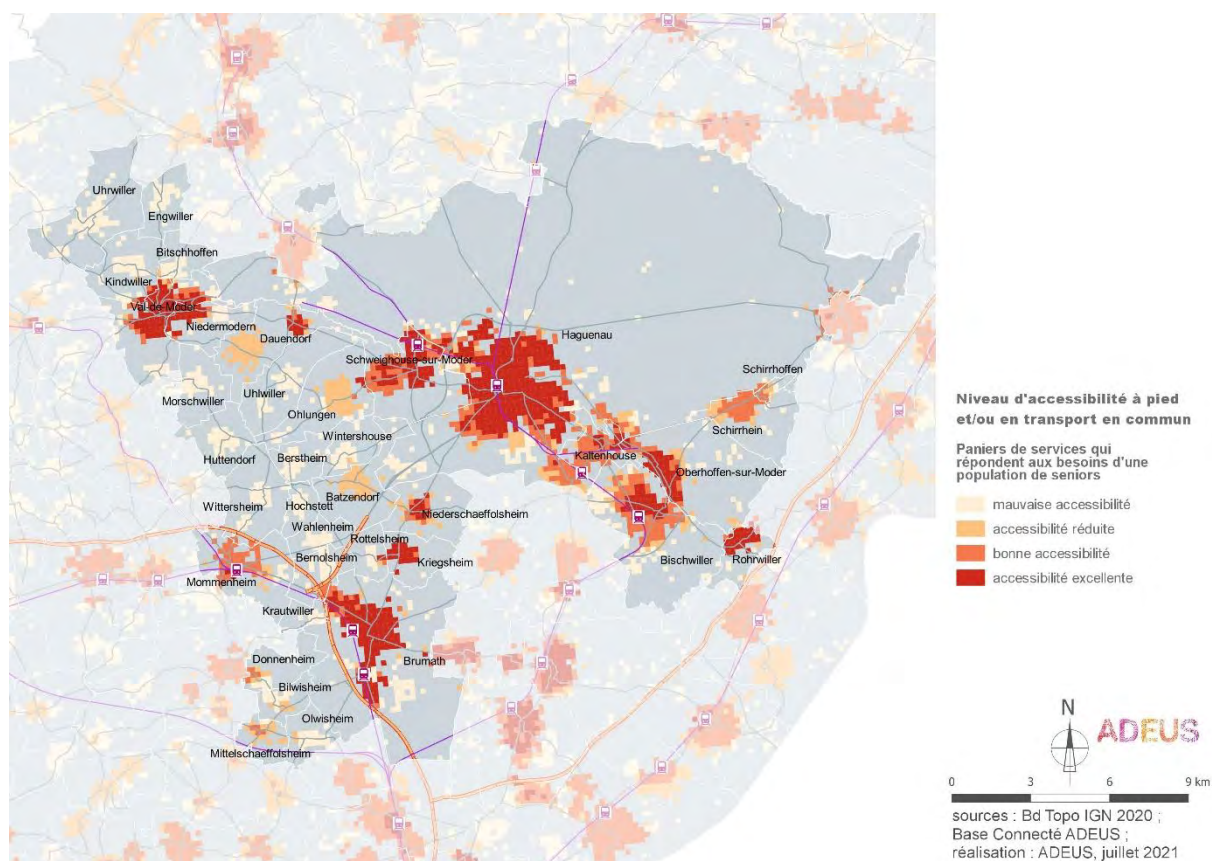 Uhrwiller
Engwiller
Bitschhoffen
Kindwiller
Val-de-Moder
Niedermodern
Dauendorf
Haguenau
Schweighouse-sur-Moder
Schirrhoffen
Morschwiller
Uhlwiller
Ohlungen
Schirrhein
Wintershouse
Huttendorf
Berstheim
Kaltenhouse
Oberhoffen-sur-Moder
Batzendorf
Wittersheim
Hochstett
Niederschaeffolsheim
Wahlenheim
Rottelsheim
Bernolsheim
Kriegsheim
Bischwiller
Rohrwiller
Mommenheim
Krautwiller
Donnenheim
Brumath
Bilwisheim
Olwisheim
Mittelschaeffolsheim
Niveau d'accessibilité à pied
et/ou en transport en commun
Paniers de services qui
répondent aux besoins d'une
population de seniors
mauvaise accessibilité
accessibilité réduite
bonne accessibilité
accessibilité excellente
N
ADEUS
0 3 6 9 km
sources : Bd Topo IGN 2020 ;
Base Connecté ADEUS ;
réalisation : ADEUS, juillet 2021